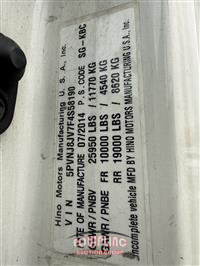 Hino Motors Manufacturing U.S.A., Inc.
V I N 5PVNJ8JV7F4S58190
DATE OF MANUFACTURE 07/2014 P.S. CODE SG-KBC
GVWR/PNBV 25950 LBS / 11770 KG
GAWR/PNBE FR 10000 LBS / 4540 KG
RR 19000 LBS / 8620 KG
Incomplete vehicle MFD BY HINO MOTORS MANUFACTURING U.S.A., INC.
EQUIPLINC